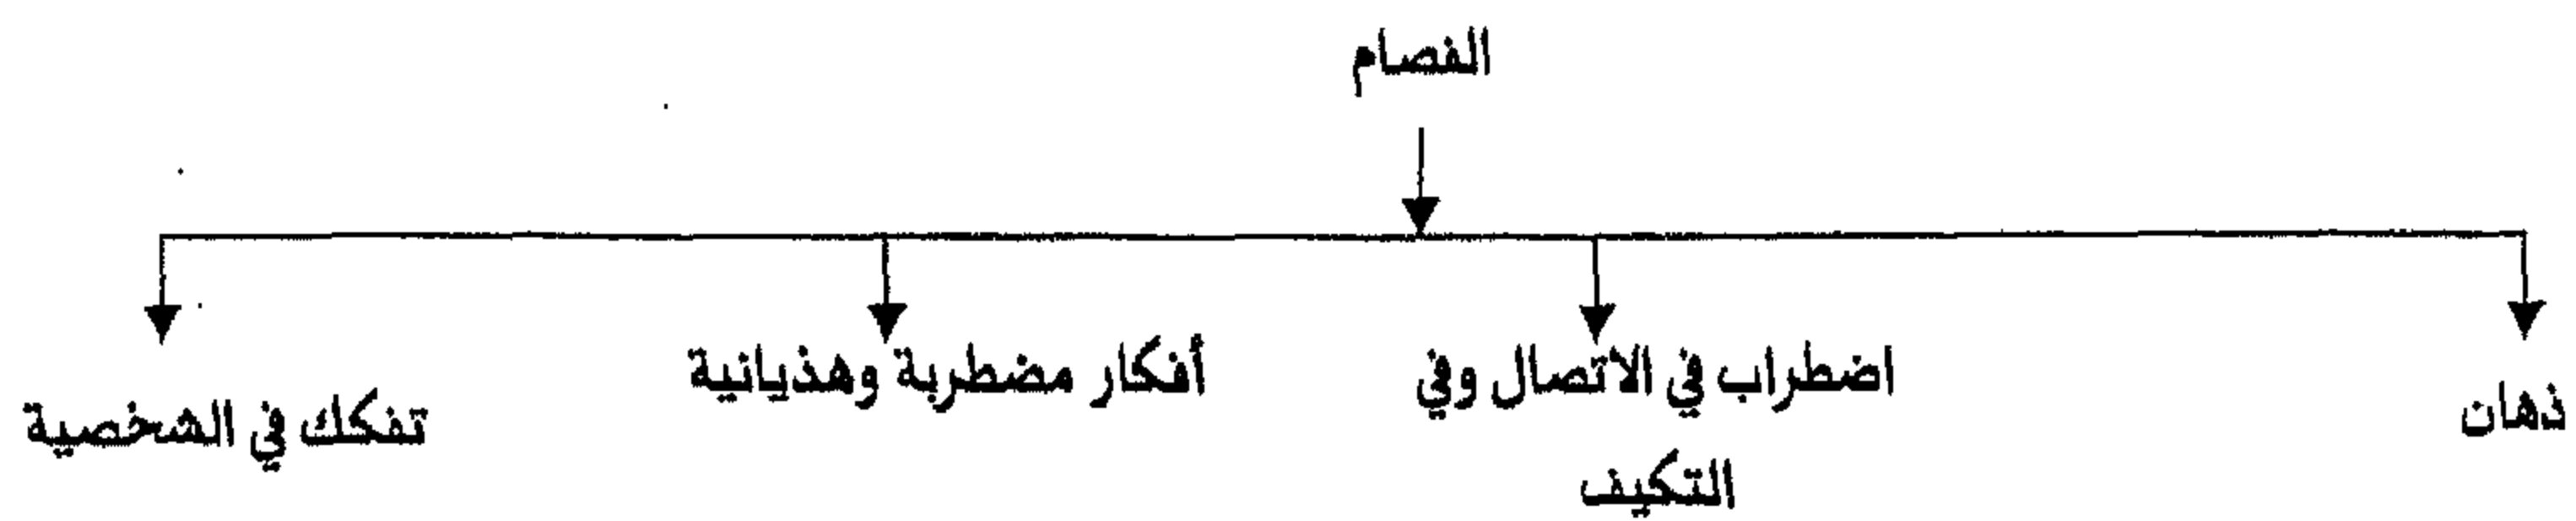 الفصام
ذهان
اضطراب في الاتصال وفي
التكيف
أفكار مضطربة وهذيانية
تفكك في الشخصية